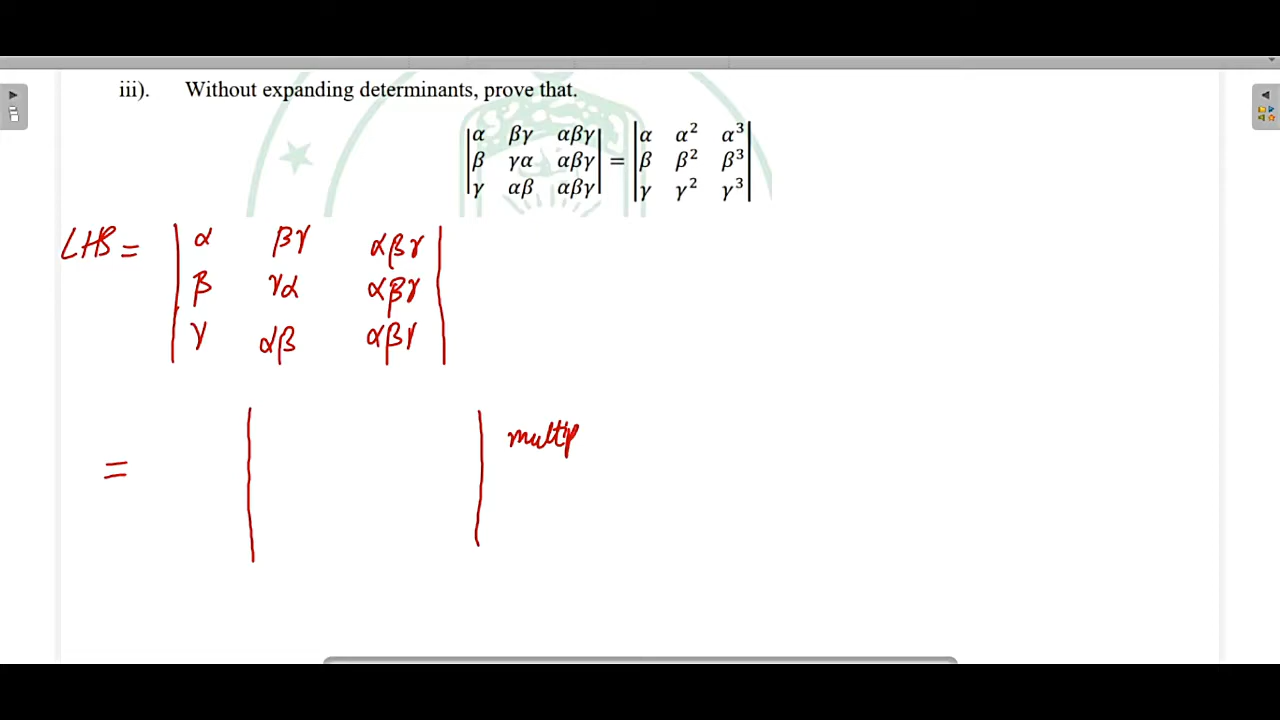 iii). Without expanding determinants, prove that.
|α βγ αβγ| |α α² α³|
|β γα αβγ| = |β β² β³|
|γ αβ αβγ| |γ γ² γ³|
LHS = |α βγ αβγ|
|β γα αβγ|
|γ αβ αβγ|
= | | multip